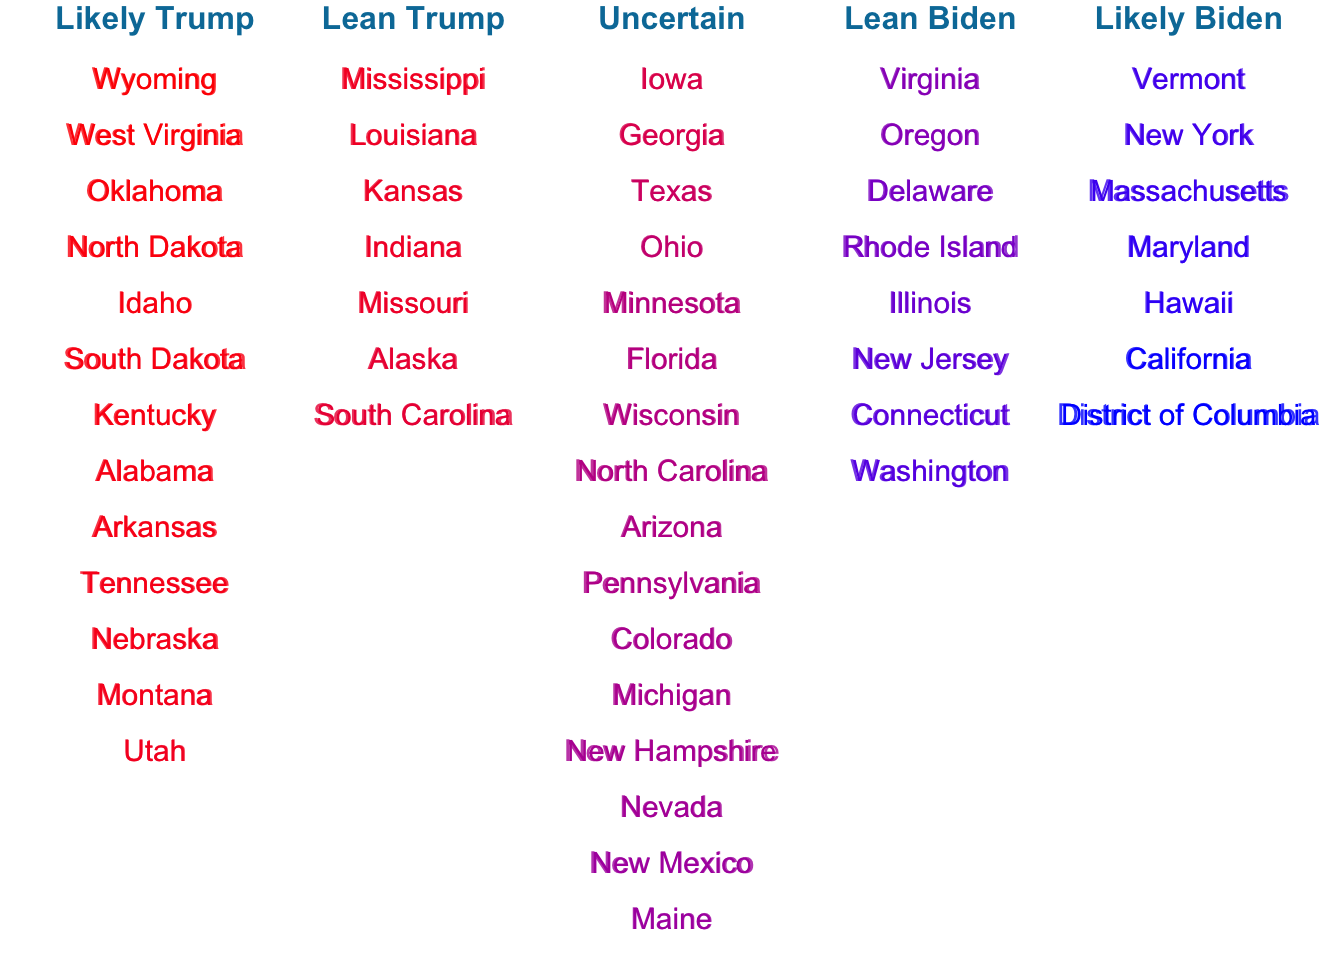 Likely Trump Lean Trump Uncertain Lean Biden Likely Biden
Wyoming Mississippi Iowa Virginia Vermont
West Virginia Louisiana Georgia Oregon New York
Oklahoma Kansas Texas Delaware Massachusetts
North Dakota Indiana Ohio Rhode Island Maryland
Idaho Missouri Minnesota Illinois Hawaii
South Dakota Alaska Florida New Jersey California
Kentucky South Carolina Wisconsin Connecticut District of Columbia
Alabama North Carolina Washington
Arkansas Arizona
Tennessee Pennsylvania
Nebraska Colorado
Montana Michigan
Utah New Hampshire
Nevada
New Mexico
Maine